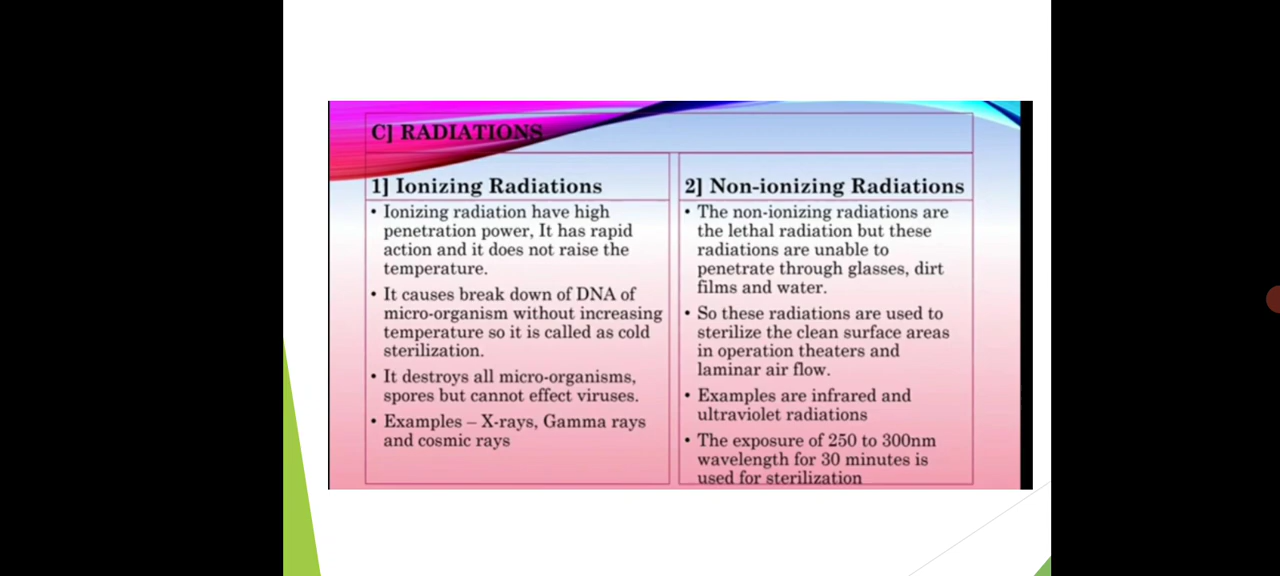 C] RADIATIONS
1] Ionizing Radiations
• Ionizing radiation have high
penetration power, It has rapid
action and it does not raise the
temperature.
• It causes break down of DNA of
micro-organism without increasing
temperature so it is called as cold
sterilization.
• It destroys all micro-organisms,
spores but cannot effect viruses.
• Examples – X-rays, Gamma rays
and cosmic rays
2] Non-ionizing Radiations
• The non-ionizing radiations are
the lethal radiation but these
radiations are unable to
penetrate through glasses, dirt
films and water.
• So these radiations are used to
sterilize the clean surface areas
in operation theaters and
laminar air flow.
• Examples are infrared and
ultraviolet radiations
• The exposure of 250 to 300nm
wavelength for 30 minutes is
used for sterilization